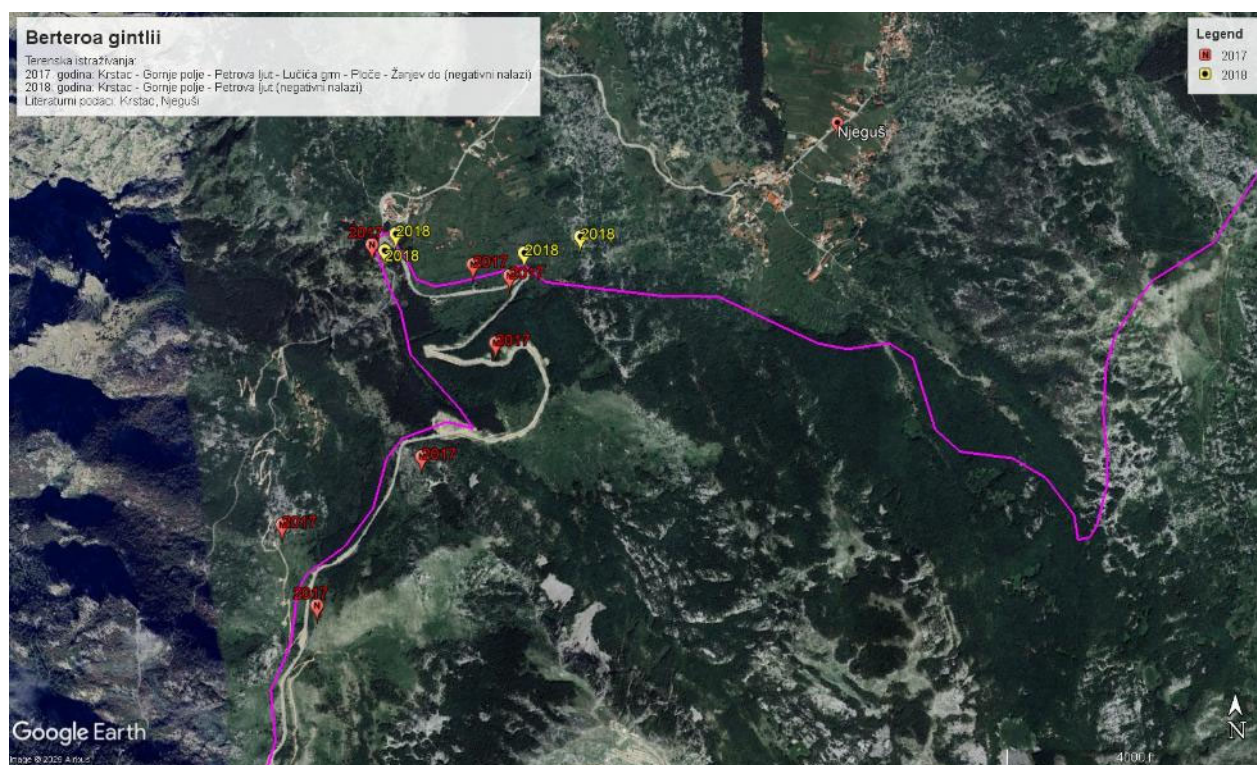 Berteroa gintlii
Terenska istraživanja:
2017. godina: Krstac - Gornje polje - Petrova ljut - Lučića grm - Ploče - Žanjev do (negativni nalazi)
2018. godina: Krstac - Gornje polje - Petrova ljut (negativni nalazi)
Literaturni podaci: Krstac, Njeguši
Legend
N 2017
2018
Njeguši
2017
2018
2018
2018
2018
2017
2017
2017
2017
2017
2017
Google Earth
N